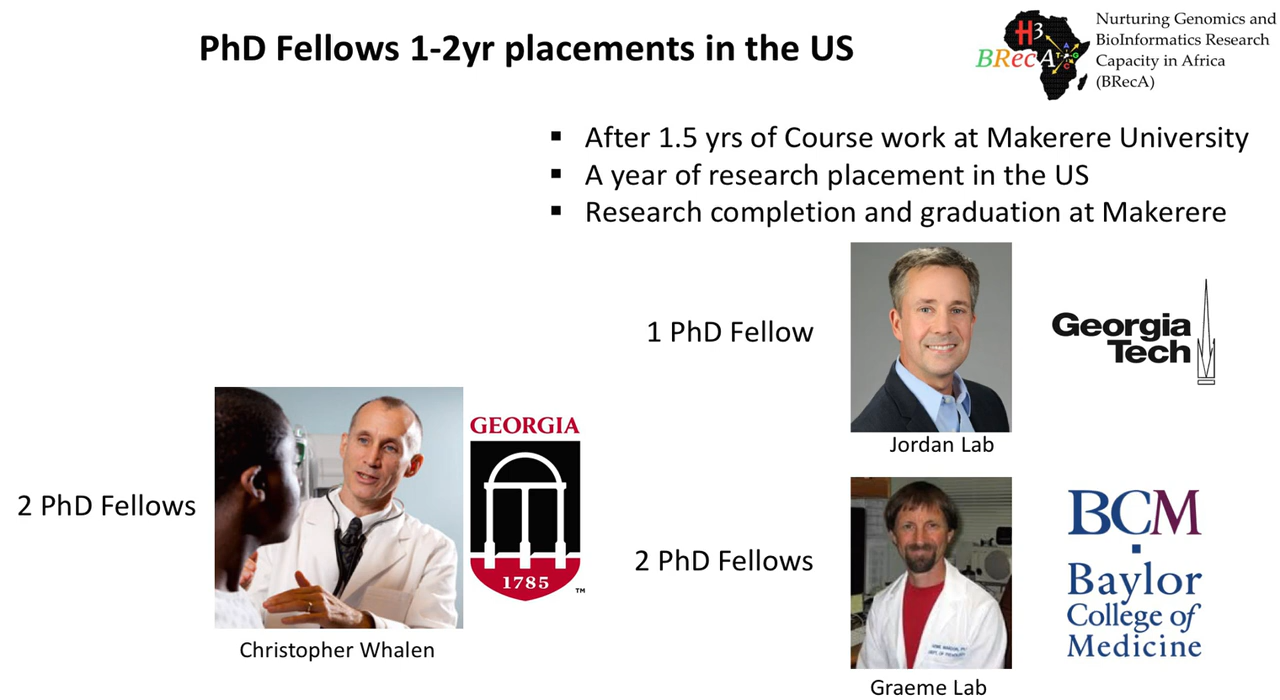 PhD Fellows 1-2yr placements in the US
H3
BRecA
Nurturing Genomics and
BioInformatics Research
Capacity in Africa
(BRecA)
▪ After 1.5 yrs of Course work at Makerere University
▪ A year of research placement in the US
▪ Research completion and graduation at Makerere
1 PhD Fellow
Georgia
Tech
Jordan Lab
2 PhD Fellows
GEORGIA
1785
TM
Christopher Whalen
2 PhD Fellows
BCM
Baylor
College of
Medicine
Graeme Lab